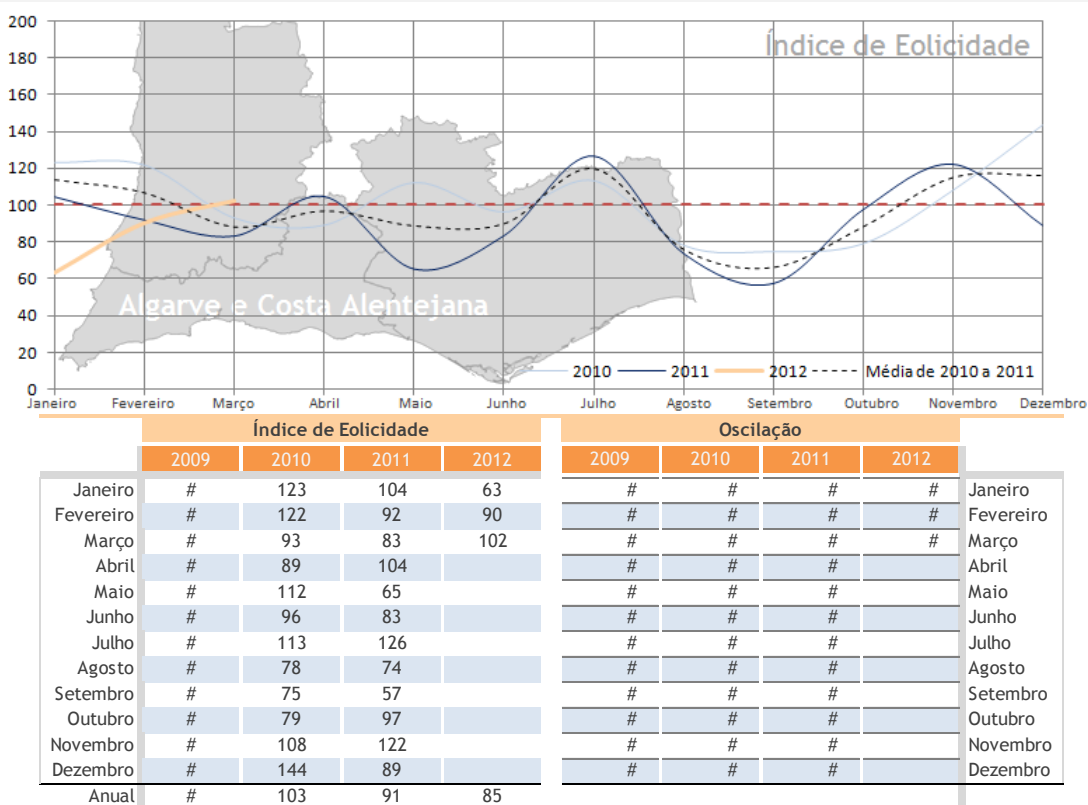 Índice de Eolicidade
200
180
160
140
120
100
80
60
40
20
0
Algarve e Costa Alentejana
2010 2011 2012 Média de 2010 a 2011
Janeiro Fevereiro Março Abril Maio Junho Julho Agosto Setembro Outubro Novembro Dezembro
Índice de Eolicidade Oscilação
2009 2010 2011 2012 2009 2010 2011 2012
Janeiro # 123 104 63 # # # # Janeiro
Fevereiro # 122 92 90 # # # # Fevereiro
Março # 93 83 102 # # # # Março
Abril # 89 104 # # # Abril
Maio # 112 65 # # # Maio
Junho # 96 83 # # # Junho
Julho # 113 126 # # # Julho
Agosto # 78 74 # # # Agosto
Setembro # 75 57 # # # Setembro
Outubro # 79 97 # # # Outubro
Novembro # 108 122 # # # Novembro
Dezembro # 144 89 # # # Dezembro
Anual # 103 91 85